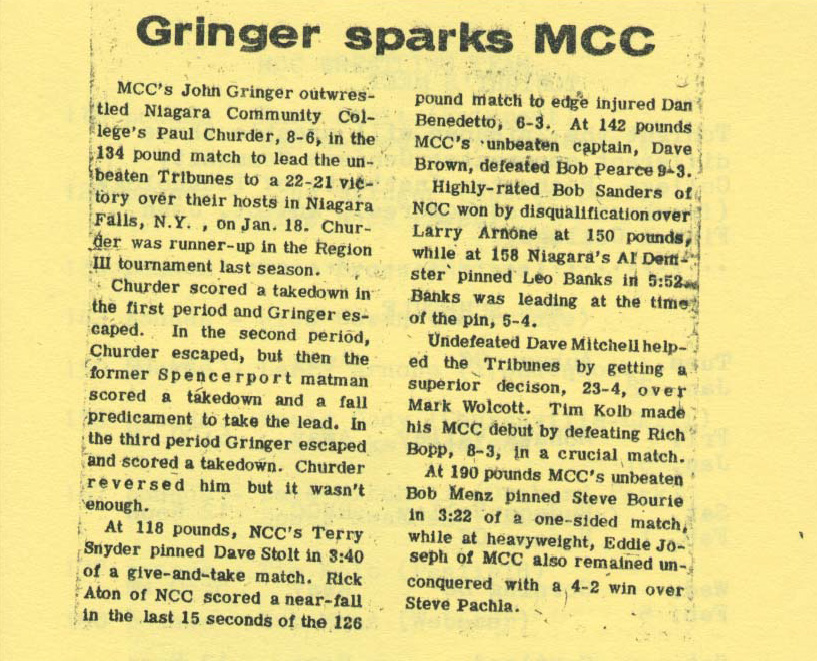 Gringer sparks MCC
MCC's John Gringer outwres-
tled Niagara Community Col-
lege's Paul Churder, 8-6, in the
134 pound match to lead the un-
beaten Tribunes to a 22-21 vic-
tory over their hosts in Niagara
Falls, N.Y. , on Jan. 18. Chur-
der was runner-up in the Region
III tournament last season.
Churder scored a takedown in
the first period and Gringer es-
caped. In the second period,
Churder escaped, but then the
former Spencerport matman
scored a takedown and a fall
predicament to take the lead. In
the third period Gringer escaped
and scored a takedown. Churder
reversed him but it wasn't
enough.
At 118 pounds, NCC's Terry
Snyder pinned Dave Stolt in 3:40
of a give-and-take match. Rick
Aton of NCC scored a near-fall
in the last 15 seconds of the 126
pound match to edge injured Dan
Benedetto, 6-3. At 142 pounds
MCC's unbeaten captain, Dave
Brown, defeated Bob Pearce 9-3.
Highly-rated Bob Sanders of
NCC won by disqualification over
Larry Arnone at 150 pounds,
while at 158 Niagara's Al Dem-
ster pinned Leo Banks in 5:52.
Banks was leading at the time
of the pin, 5-4.
Undefeated Dave Mitchell help-
ed the Tribunes by getting a
superior decison, 23-4, over
Mark Wolcott. Tim Kolb made
his MCC debut by defeating Rich
Bopp, 8-3, in a crucial match.
At 190 pounds MCC's unbeaten
Bob Menz pinned Steve Bourie
in 3:22 of a one-sided match,
while at heavyweight, Eddie Jo-
seph of MCC also remained un-
conquered with a 4-2 win over
Steve Pachla.